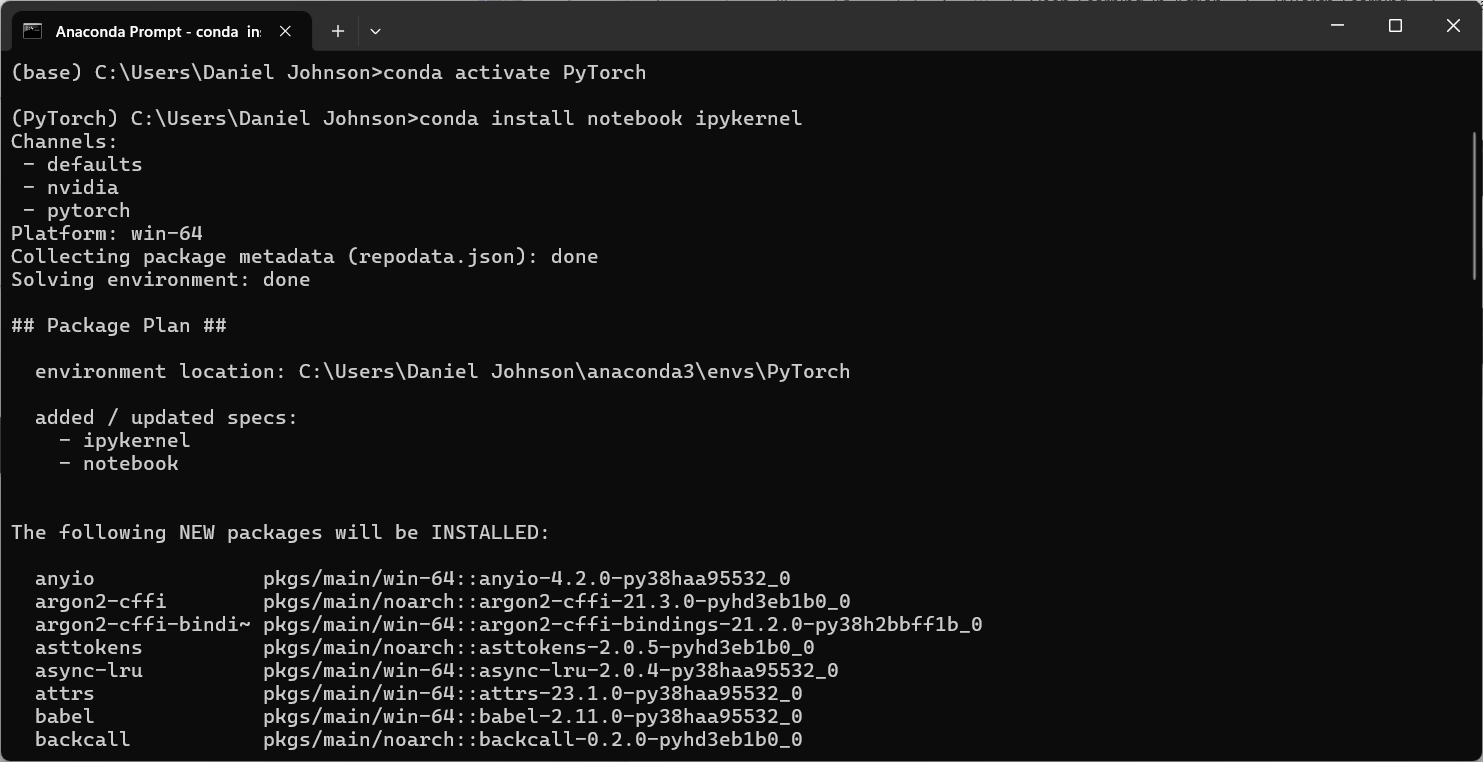 Anaconda Prompt - conda in
(base) C:\Users\Daniel Johnson>conda activate PyTorch
(PyTorch) C:\Users\Daniel Johnson>conda install notebook ipykernel
Channels:
 - defaults
 - nvidia
 - pytorch
Platform: win-64
Collecting package metadata (repodata.json): done
Solving environment: done
## Package Plan ##
  environment location: C:\Users\Daniel Johnson\anaconda3\envs\PyTorch
  added / updated specs:
    - ipykernel
    - notebook
The following NEW packages will be INSTALLED:
  anyio              pkgs/main/win-64::anyio-4.2.0-py38haa95532_0
  argon2-cffi        pkgs/main/noarch::argon2-cffi-21.3.0-pyhd3eb1b0_0
  argon2-cffi-bindi~ pkgs/main/win-64::argon2-cffi-bindings-21.2.0-py38h2bbff1b_0
  asttokens          pkgs/main/noarch::asttokens-2.0.5-pyhd3eb1b0_0
  async-lru          pkgs/main/win-64::async-lru-2.0.4-py38haa95532_0
  attrs              pkgs/main/win-64::attrs-23.1.0-py38haa95532_0
  babel              pkgs/main/win-64::babel-2.11.0-py38haa95532_0
  backcall           pkgs/main/noarch::backcall-0.2.0-pyhd3eb1b0_0